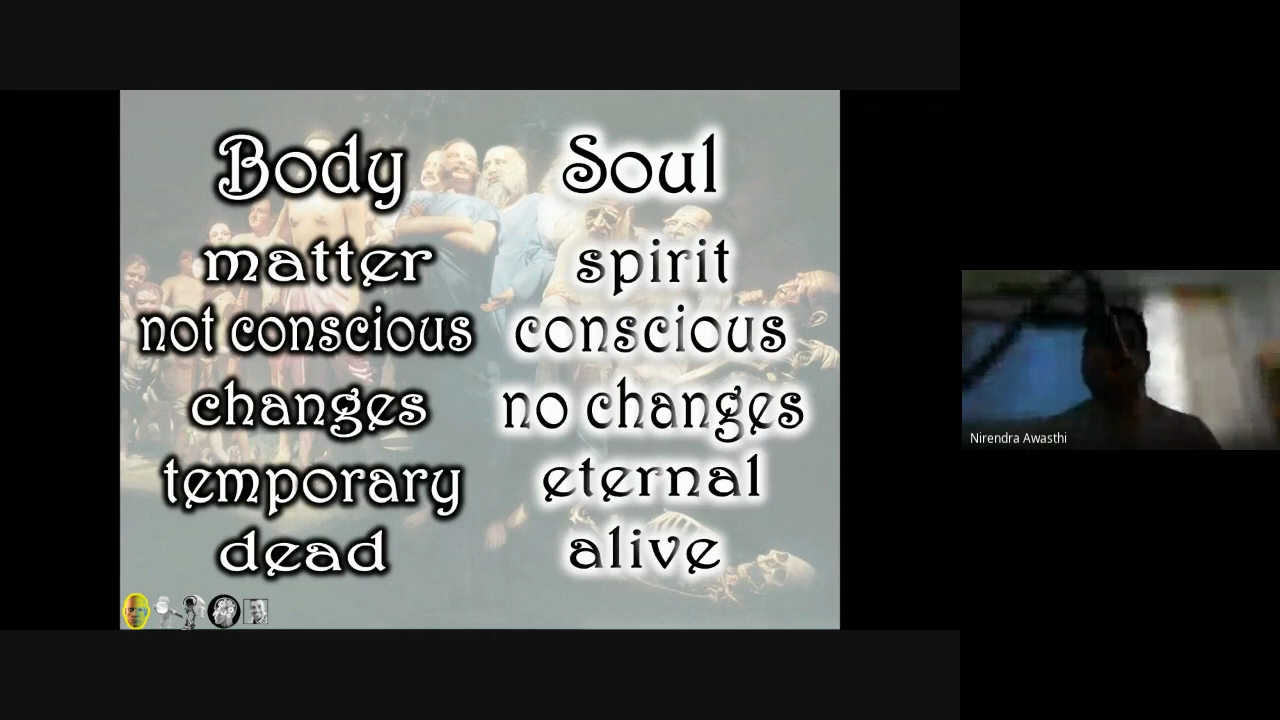 Body Soul
matter spirit
not conscious conscious
changes no changes
temporary eternal
dead alive
Nirendra Awasthi